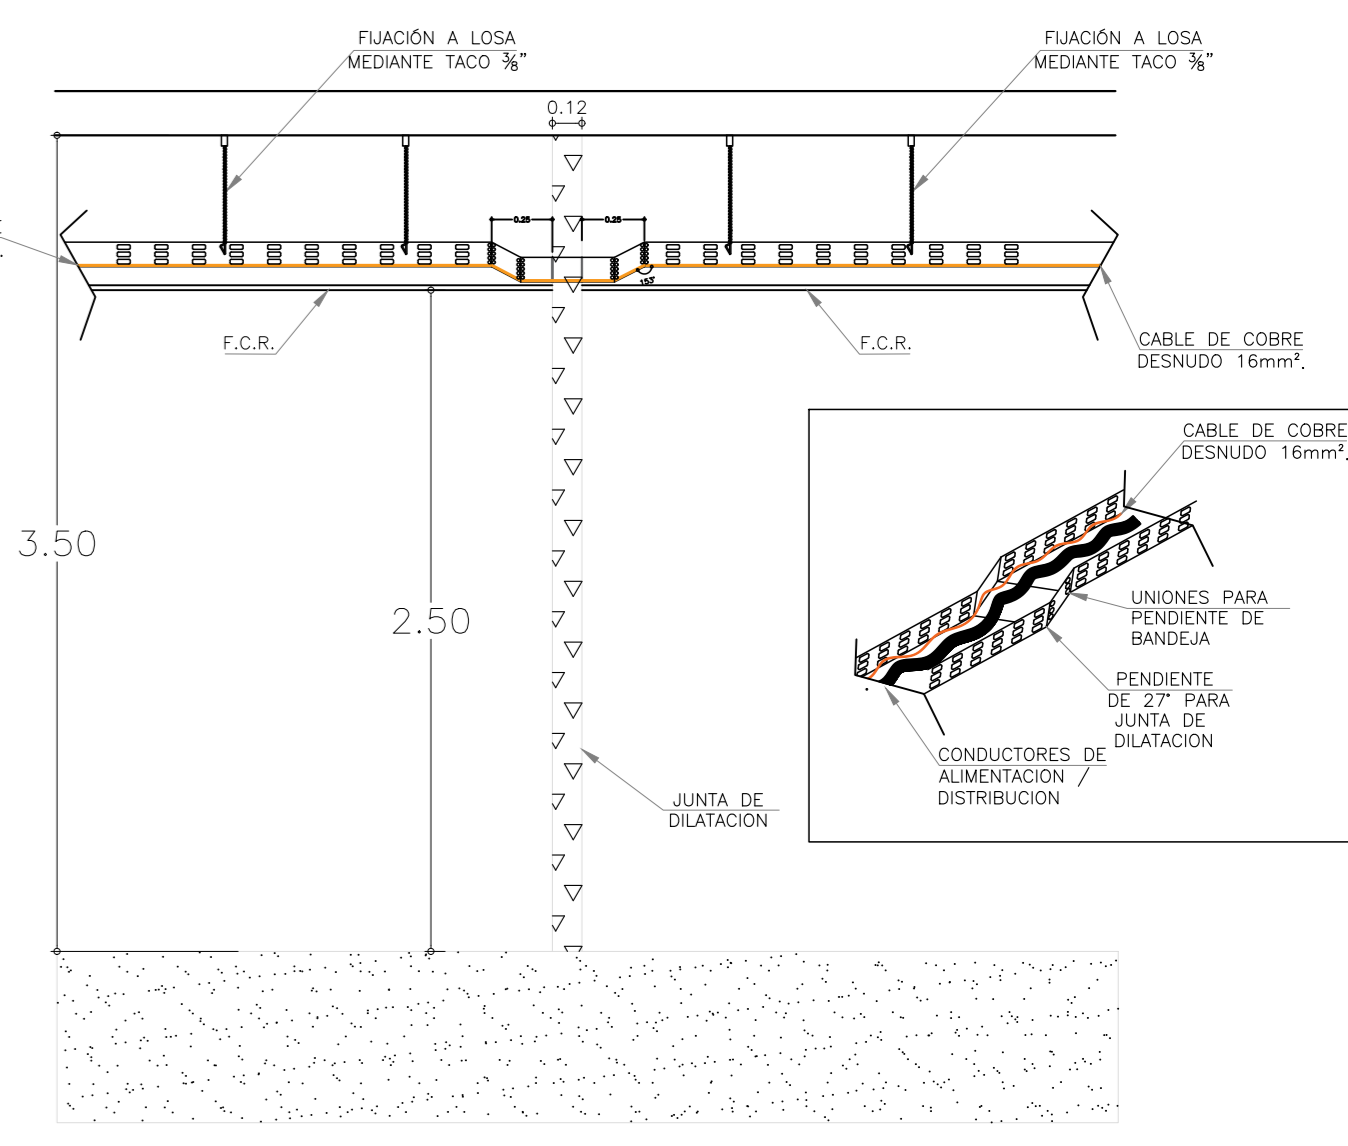 FIJACIÓN A LOSA
MEDIANTE TACO ⅜”
FIJACIÓN A LOSA
MEDIANTE TACO ⅜”
0.12
0.25
0.25
153°
F.C.R.
F.C.R.
CABLE DE COBRE
DESNUDO 16mm².
3.50
2.50
CABLE DE COBRE
DESNUDO 16mm².
UNIONES PARA
PENDIENTE DE
BANDEJA
PENDIENTE
DE 27° PARA
JUNTA DE
DILATACION
CONDUCTORES DE
ALIMENTACION /
DISTRIBUCION
JUNTA DE
DILATACION